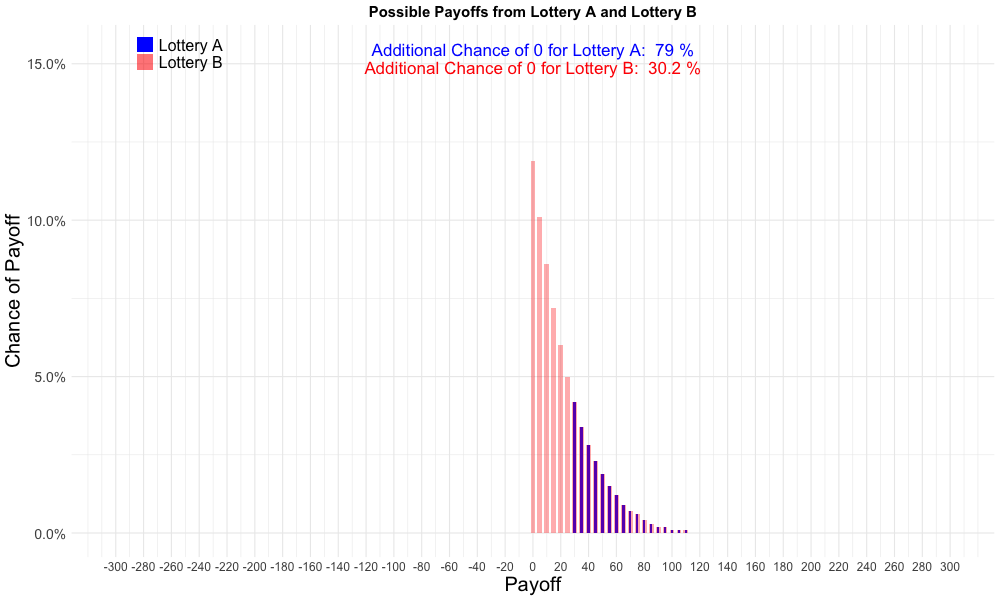 Possible Payoffs from Lottery A and Lottery B
Lottery A
Lottery B
Additional Chance of 0 for Lottery A:  79 %
Additional Chance of 0 for Lottery B:  30.2 %
Chance of Payoff
15.0%
10.0%
5.0%
0.0%
-300 -280 -260 -240 -220 -200 -180 -160 -140 -120 -100 -80 -60 -40 -20 0 20 40 60 80 100 120 140 160 180 200 220 240 260 280 300
Payoff